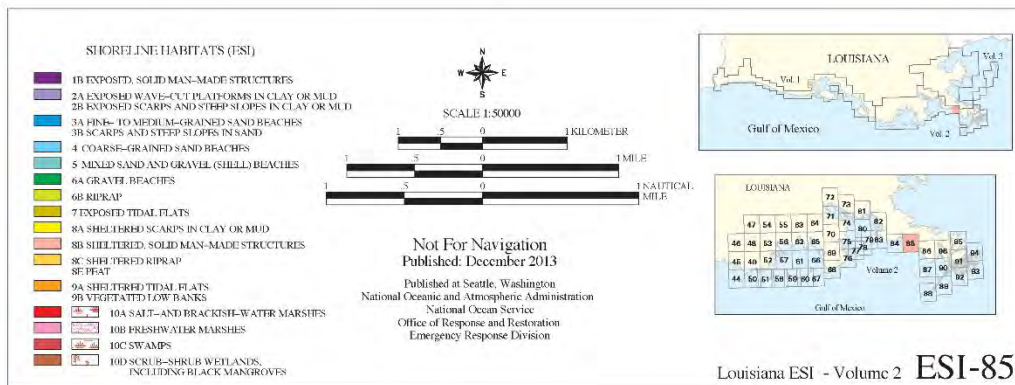 SHORELINE HABITATS (ESI)
1B EXPOSED, SOLID MAN-MADE STRUCTURES
2A EXPOSED WAVE-CUT PLATFORMS IN CLAY OR MUD
2B EXPOSED SCARPS AND STEEP SLOPES IN CLAY OR MUD
3A FINE- TO MEDIUM-GRAINED SAND BEACHES
3B SCARPS AND STEEP SLOPES IN SAND
4 COARSE-GRAINED SAND BEACHES
5 MIXED SAND AND GRAVEL (SHELL) BEACHES
6A GRAVEL BEACHES
6B RIPRAP
7 EXPOSED TIDAL FLATS
8A SHELTERED SCARPS IN CLAY OR MUD
8B SHELTERED, SOLID MAN-MADE STRUCTURES
8C SHELTERED RIPRAP
8E PEAT
9A SHELTERED TIDAL FLATS
9B VEGETATED LOW BANKS
10A SALT-AND BRACKISH-WATER MARSHES
10B FRESHWATER MARSHES
10C SWAMPS
10D SCRUB-SHRUB WETLANDS,
INCLUDING BLACK MANGROVES
N
W E
S
SCALE 1:50000
1 .5 0 1 KILOMETER
1 .5 0 1 MILE
1 .5 0 1 NAUTICAL
MILE
Not For Navigation
Published: December 2013
Published at Seattle, Washington
National Oceanic and Atmospheric Administration
National Ocean Service
Office of Response and Restoration
Emergency Response Division
LOUISIANA
Vol. 3
Vol. 1
Gulf of Mexico
Vol. 2
LOUISIANA
72
73
81
47 54 55 63 64
71
74
82
70
80
46 48 53 56 62 65
75
79 83
84 85
95
77
78
86 96
94
69
76
45 49 52 57 61 66
Volume 2
91
87 90
93
68
92
44 50 51 58 59 60 67
89
88
Gulf of Mexico
Louisiana ESI - Volume 2 ESI-85